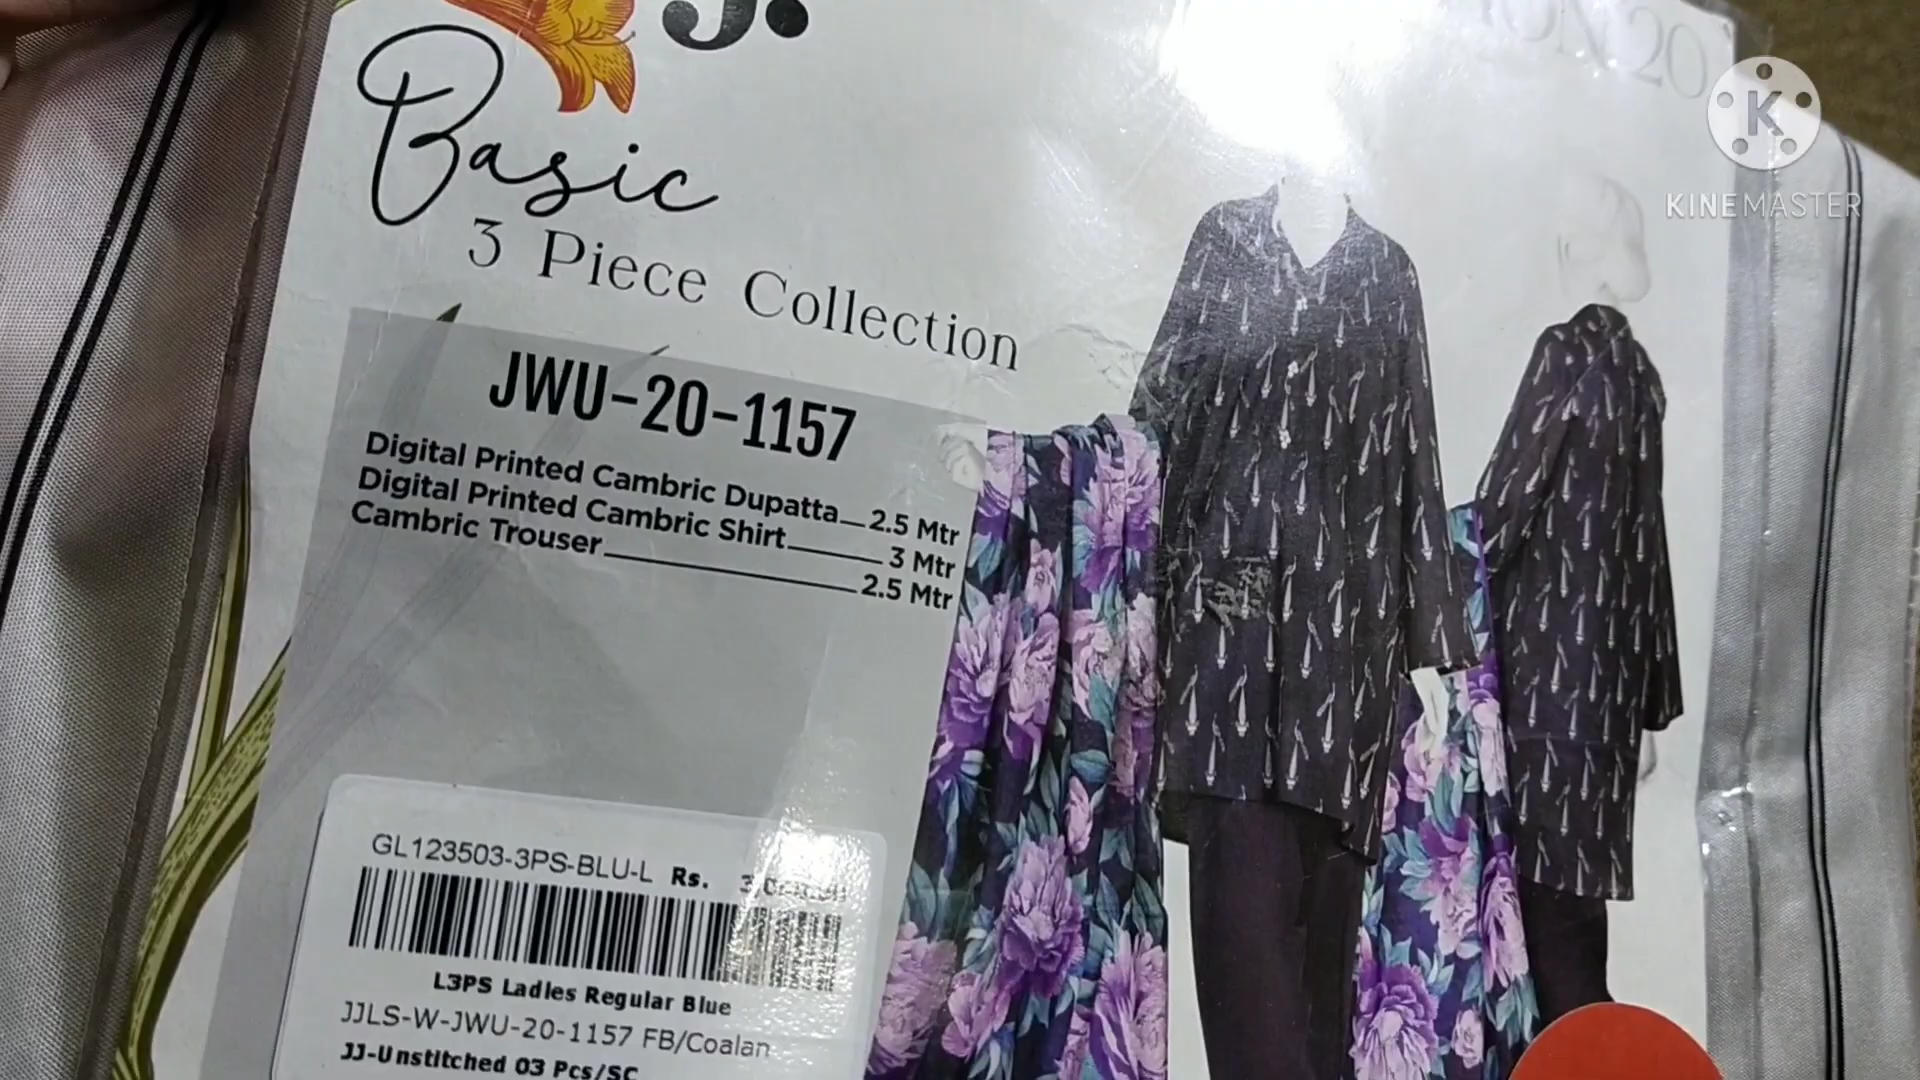 J.
Basic
3 Piece Collection
JWU-20-1157
Digital Printed Cambric Dupatta 2.5 Mtr
Digital Printed Cambric Shirt 3 Mtr
Cambric Trouser 2.5 Mtr
GL123503-3PS-BLU-L Rs.
L3PS Ladies Regular Blue
JJLS-W-JWU-20-1157 FB/Coalan
JJ-Unstitched 03 Pcs/SC
K
KINEMASTER